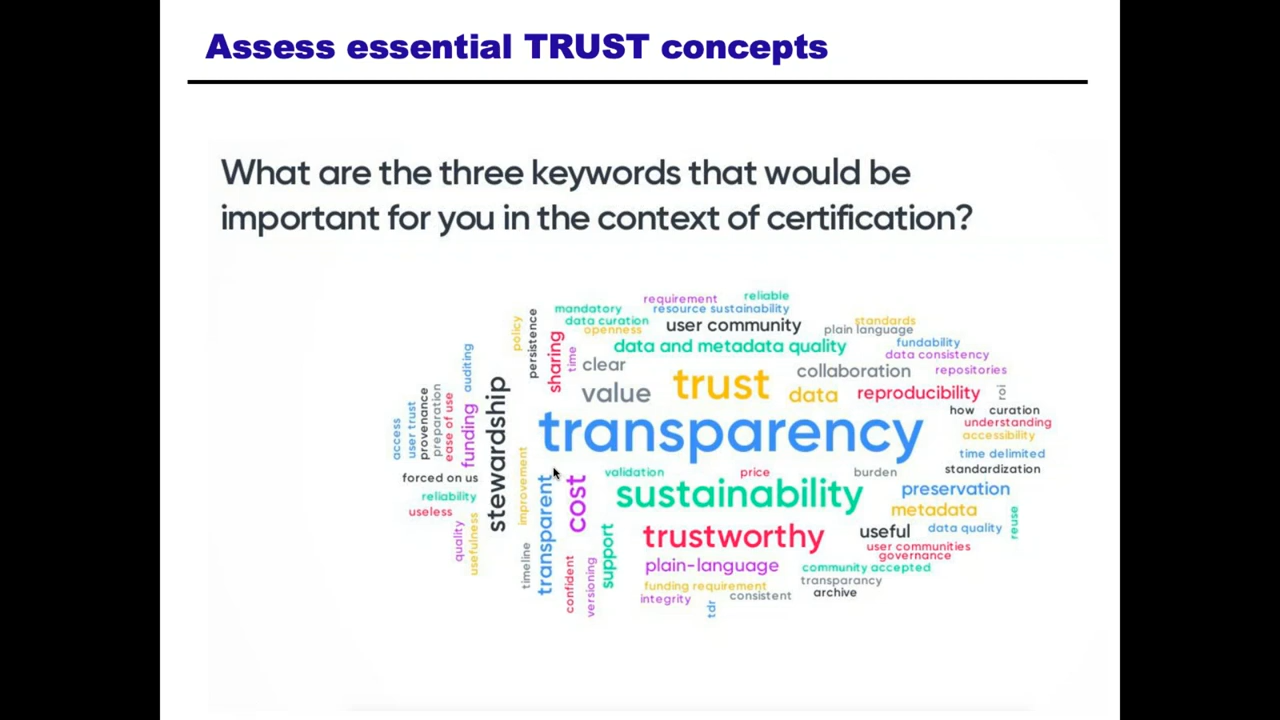 Assess essential TRUST concepts
What are the three keywords that would be
important for you in the context of certification?
requirement
reliable
mandatory
resource sustainability
data curation
openness
user community
standards
plain language
policy
persistence
sharing
time
data and metadata quality
fundability
data consistency
auditing
clear
collaboration
repositories
value
trust
data
reproducibility
roi
access
user trust
provenance
preparation
ease of use
funding
stewardship
transparency
how
curation
understanding
accessibility
time delimited
standardization
forced on us
reliability
useless
improvement
transparent
cost
validation
price
burden
sustainability
preservation
metadata
reuse
quality
usefulness
timeline
confident
versioning
support
trustworthy
useful
data quality
user communities
governance
plain-language
community accepted
funding requirement
transparancy
integrity
tdr
consistent
archive